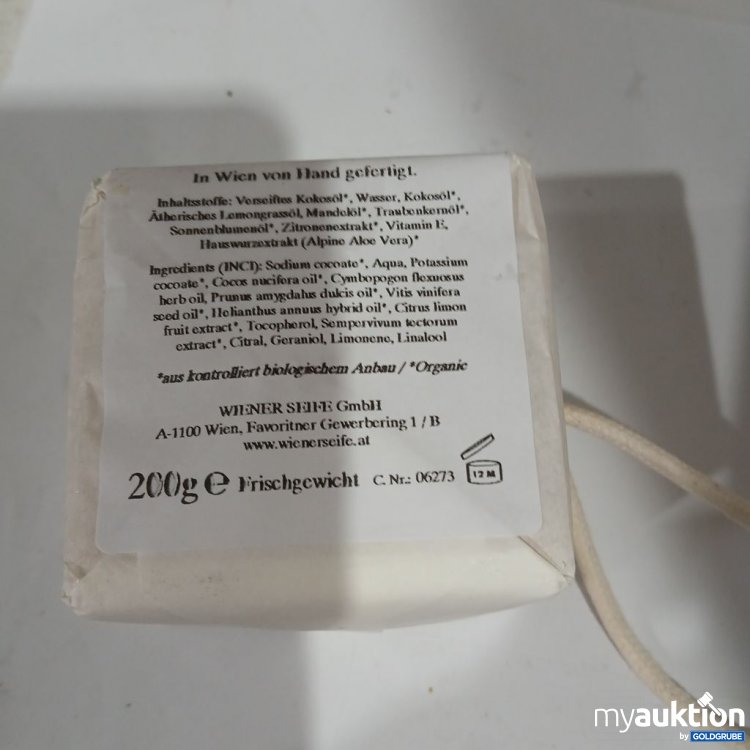 In Wien von Hand gefertigt.
Inhaltsstoffe: Verseiftes Kokosöl*, Wasser, Kokosöl*,
Ätherisches Lemongrassöl, Mandelöl*, Traubenkernöl*,
Sonnenblumenöl*, Zitronenextrakt*, Vitamin E,
Hauswurzextrakt (Alpine Aloe Vera)*
Ingredients (INCI): Sodium cocoate*, Aqua, Potassium
cocoate*, Cocos nucifera oil*, Cymbopogon flexuosus
herb oil, Prunus amygdalus dulcis oil*, Vitis vinifera
seed oil*, Helianthus annuus hybrid oil*, Citrus limon
fruit extract*, Tocopherol, Sempervivum tectorum
extract*, Citral, Geraniol, Limonene, Linalool
*aus kontrolliert biologischem Anbau / *Organic
WIENER SEIFE GmbH
A-1100 Wien, Favoritner Gewerbering 1 / B
www.wienerseife.at
200g ℮ Frischgewicht C. Nr.: 06273 12 M
myauktion
by GOLDGRUBE